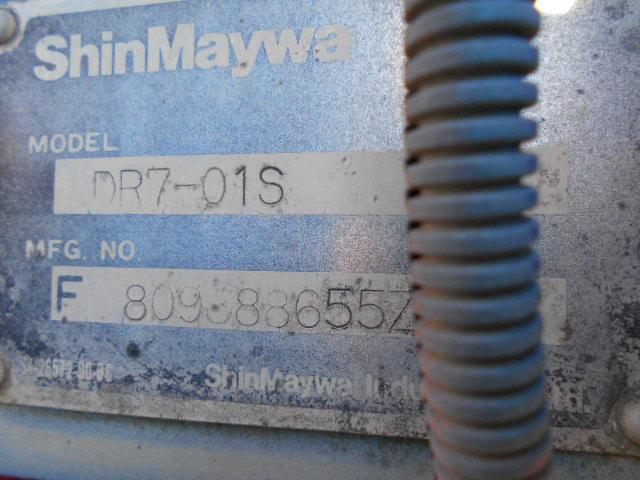 ShinMaywa
MODEL
DR7-01S
MFG. NO.
F
ShinMaywa